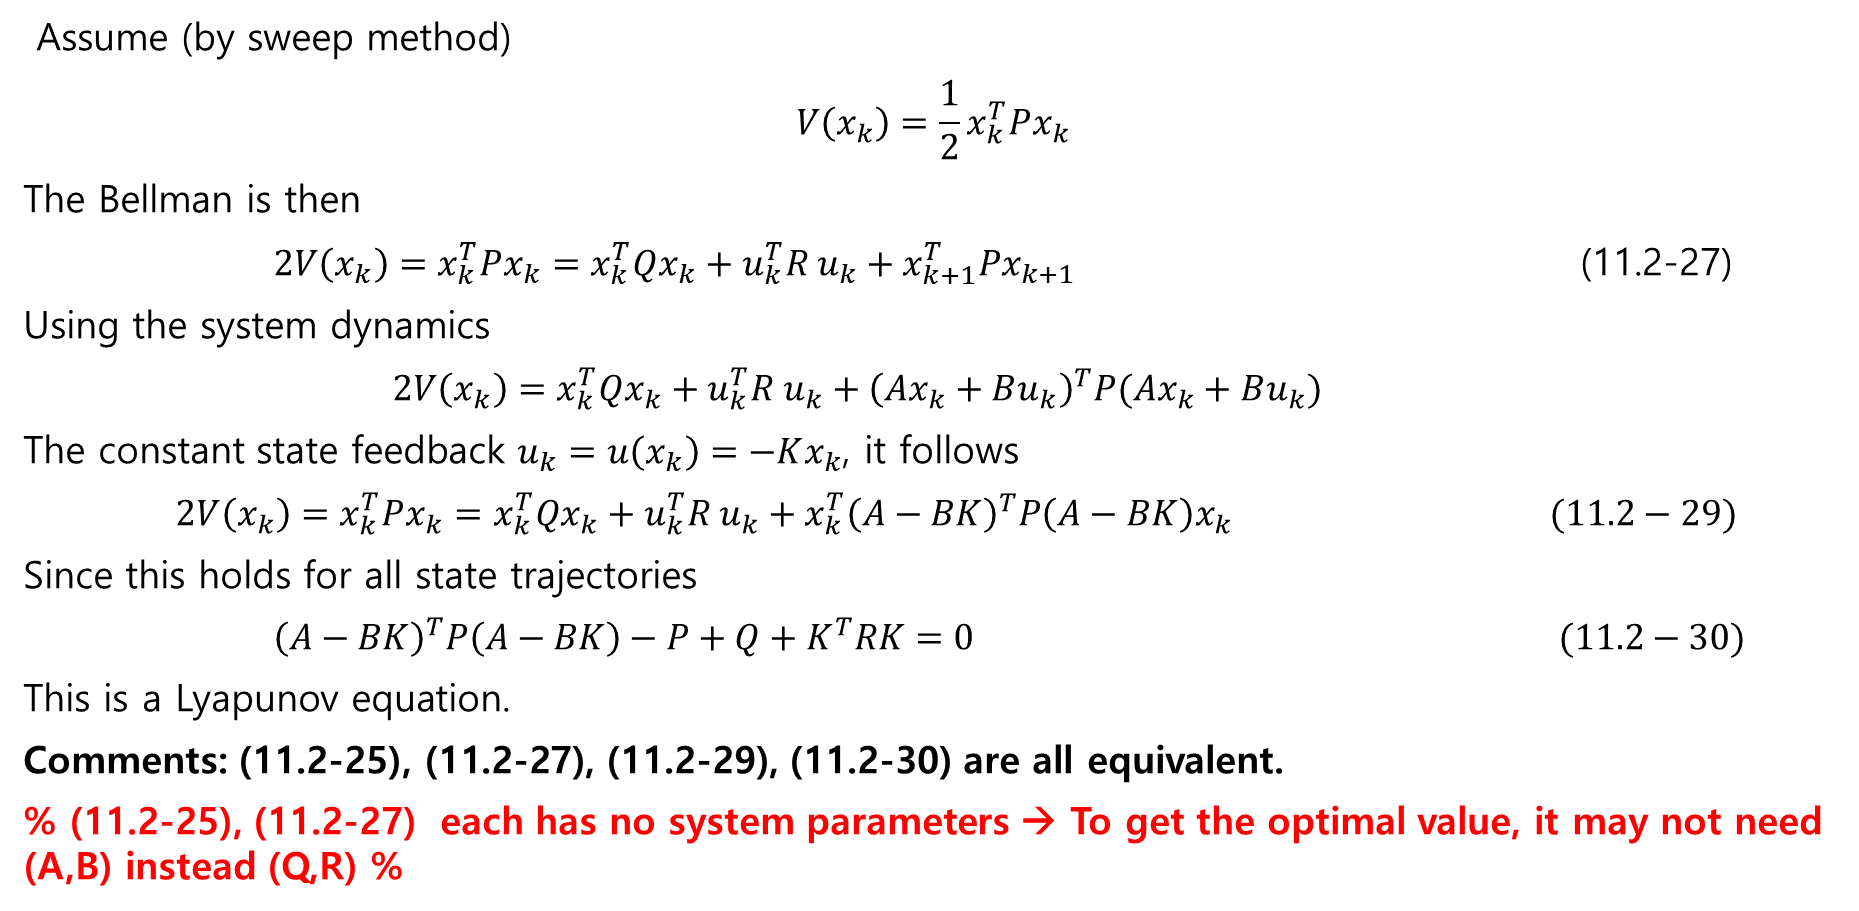 Assume (by sweep method)
V(x_k) = \frac{1}{2} x_k^T P x_k
The Bellman is then
2V(x_k) = x_k^T P x_k = x_k^T Q x_k + u_k^T R u_k + x_{k+1}^T P x_{k+1} (11.2-27)
Using the system dynamics
2V(x_k) = x_k^T Q x_k + u_k^T R u_k + (Ax_k + Bu_k)^T P(Ax_k + Bu_k)
The constant state feedback u_k = u(x_k) = −Kx_k, it follows
2V(x_k) = x_k^T P x_k = x_k^T Q x_k + u_k^T R u_k + x_k^T (A − BK)^T P(A − BK)x_k (11.2 − 29)
Since this holds for all state trajectories
(A − BK)^T P(A − BK) − P + Q + K^T RK = 0 (11.2 − 30)
This is a Lyapunov equation.
Comments: (11.2-25), (11.2-27), (11.2-29), (11.2-30) are all equivalent.
% (11.2-25), (11.2-27) each has no system parameters → To get the optimal value, it may not need
(A,B) instead (Q,R) %